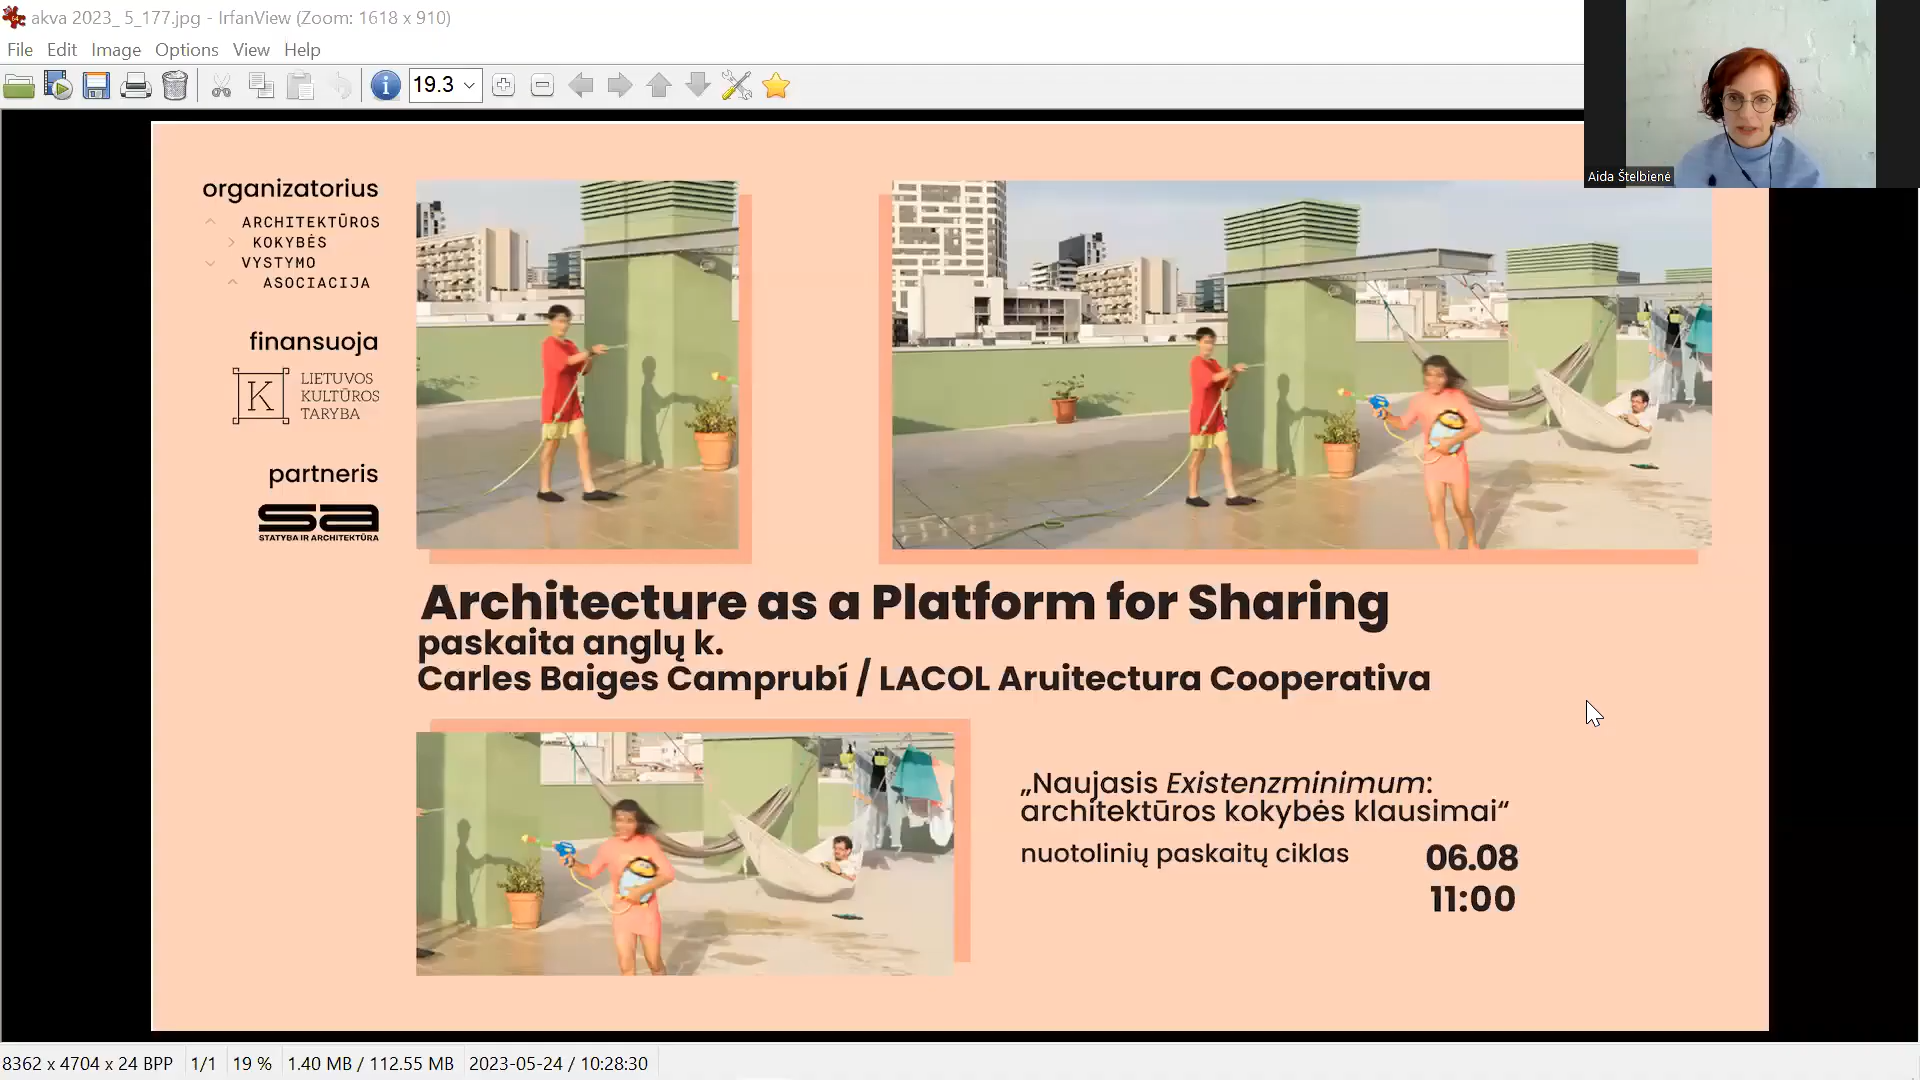 akva 2023_ 5_177.jpg - IrfanView (Zoom: 1618 x 910)
File Edit Image Options View Help
19.3
Aida Štelbienė
organizatorius
ARCHITEKTŪROS
KOKYBĖS
VYSTYMO
ASOCIACIJA
finansuoja
K
LIETUVOS
KULTŪROS
TARYBA
partneris
sa
STATYBA IR ARCHITEKTŪRA
Architecture as a Platform for Sharing
paskaita anglų k.
Carles Baiges Camprubí / LACOL Aruitectura Cooperativa
„Naujasis Existenzminimum:
architektūros kokybės klausimai“
nuotolinių paskaitų ciklas
06.08
11:00
8362 x 4704 x 24 BPP 1/1 19 % 1.40 MB / 112.55 MB 2023-05-24 / 10:28:30